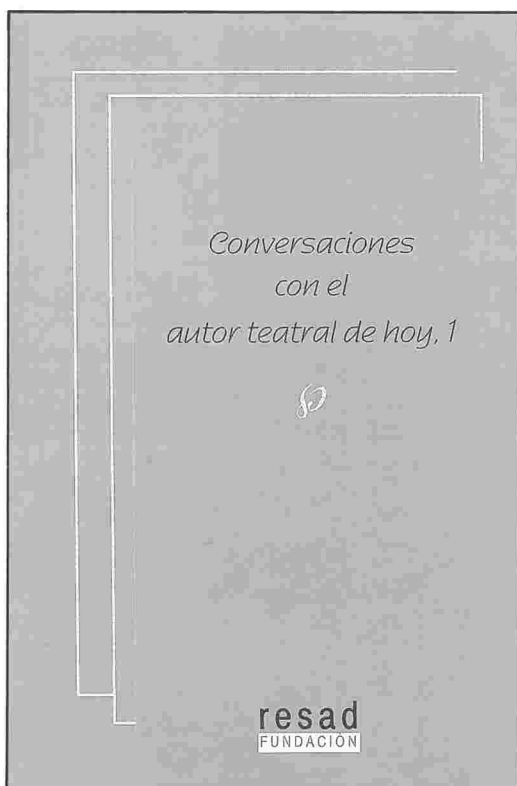 Conversaciones
con el
autor teatral de hoy, 1
resad
FUNDACIÓN